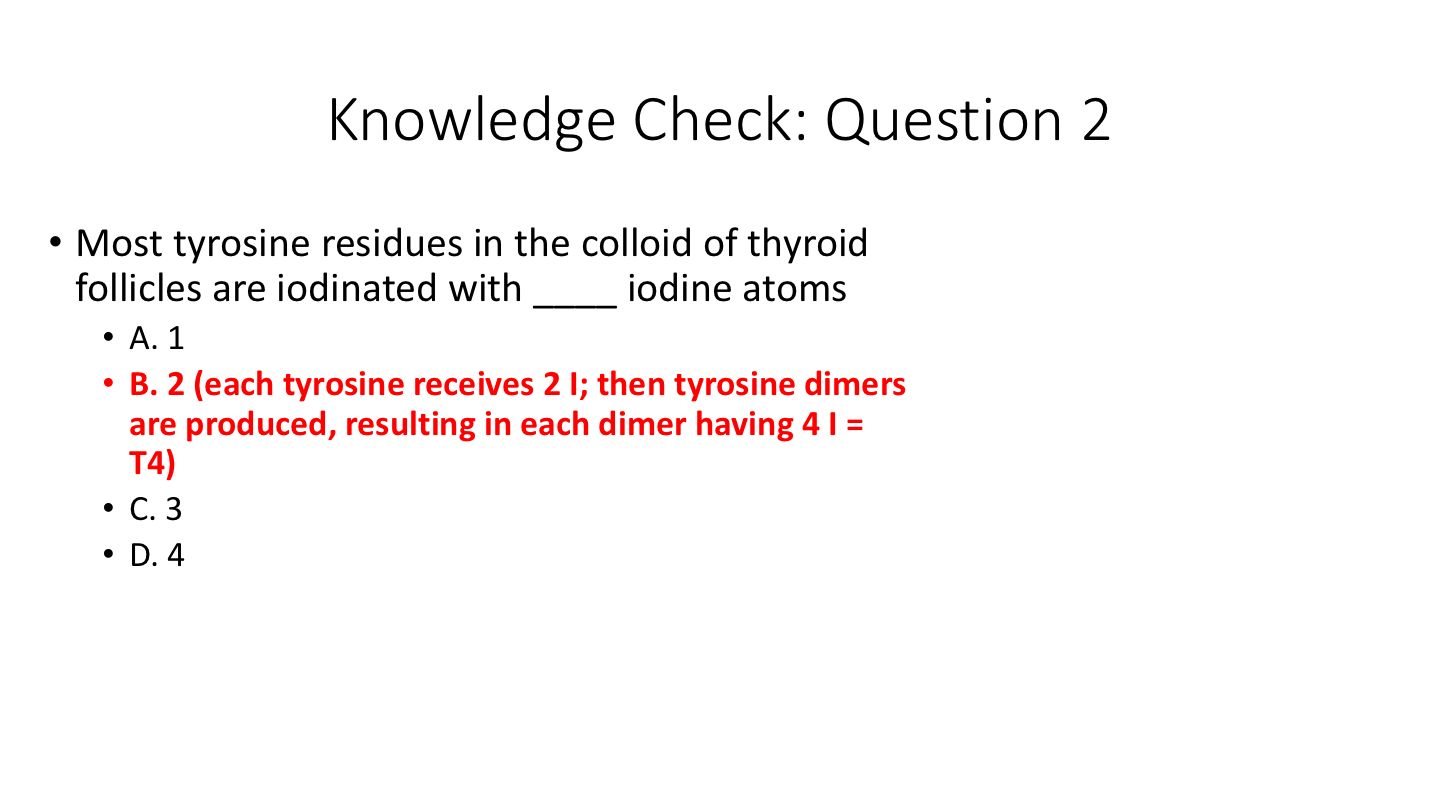 Knowledge Check: Question 2
• Most tyrosine residues in the colloid of thyroid
follicles are iodinated with ____ iodine atoms
• A. 1
• B. 2 (each tyrosine receives 2 I; then tyrosine dimers
are produced, resulting in each dimer having 4 I =
T4)
• C. 3
• D. 4